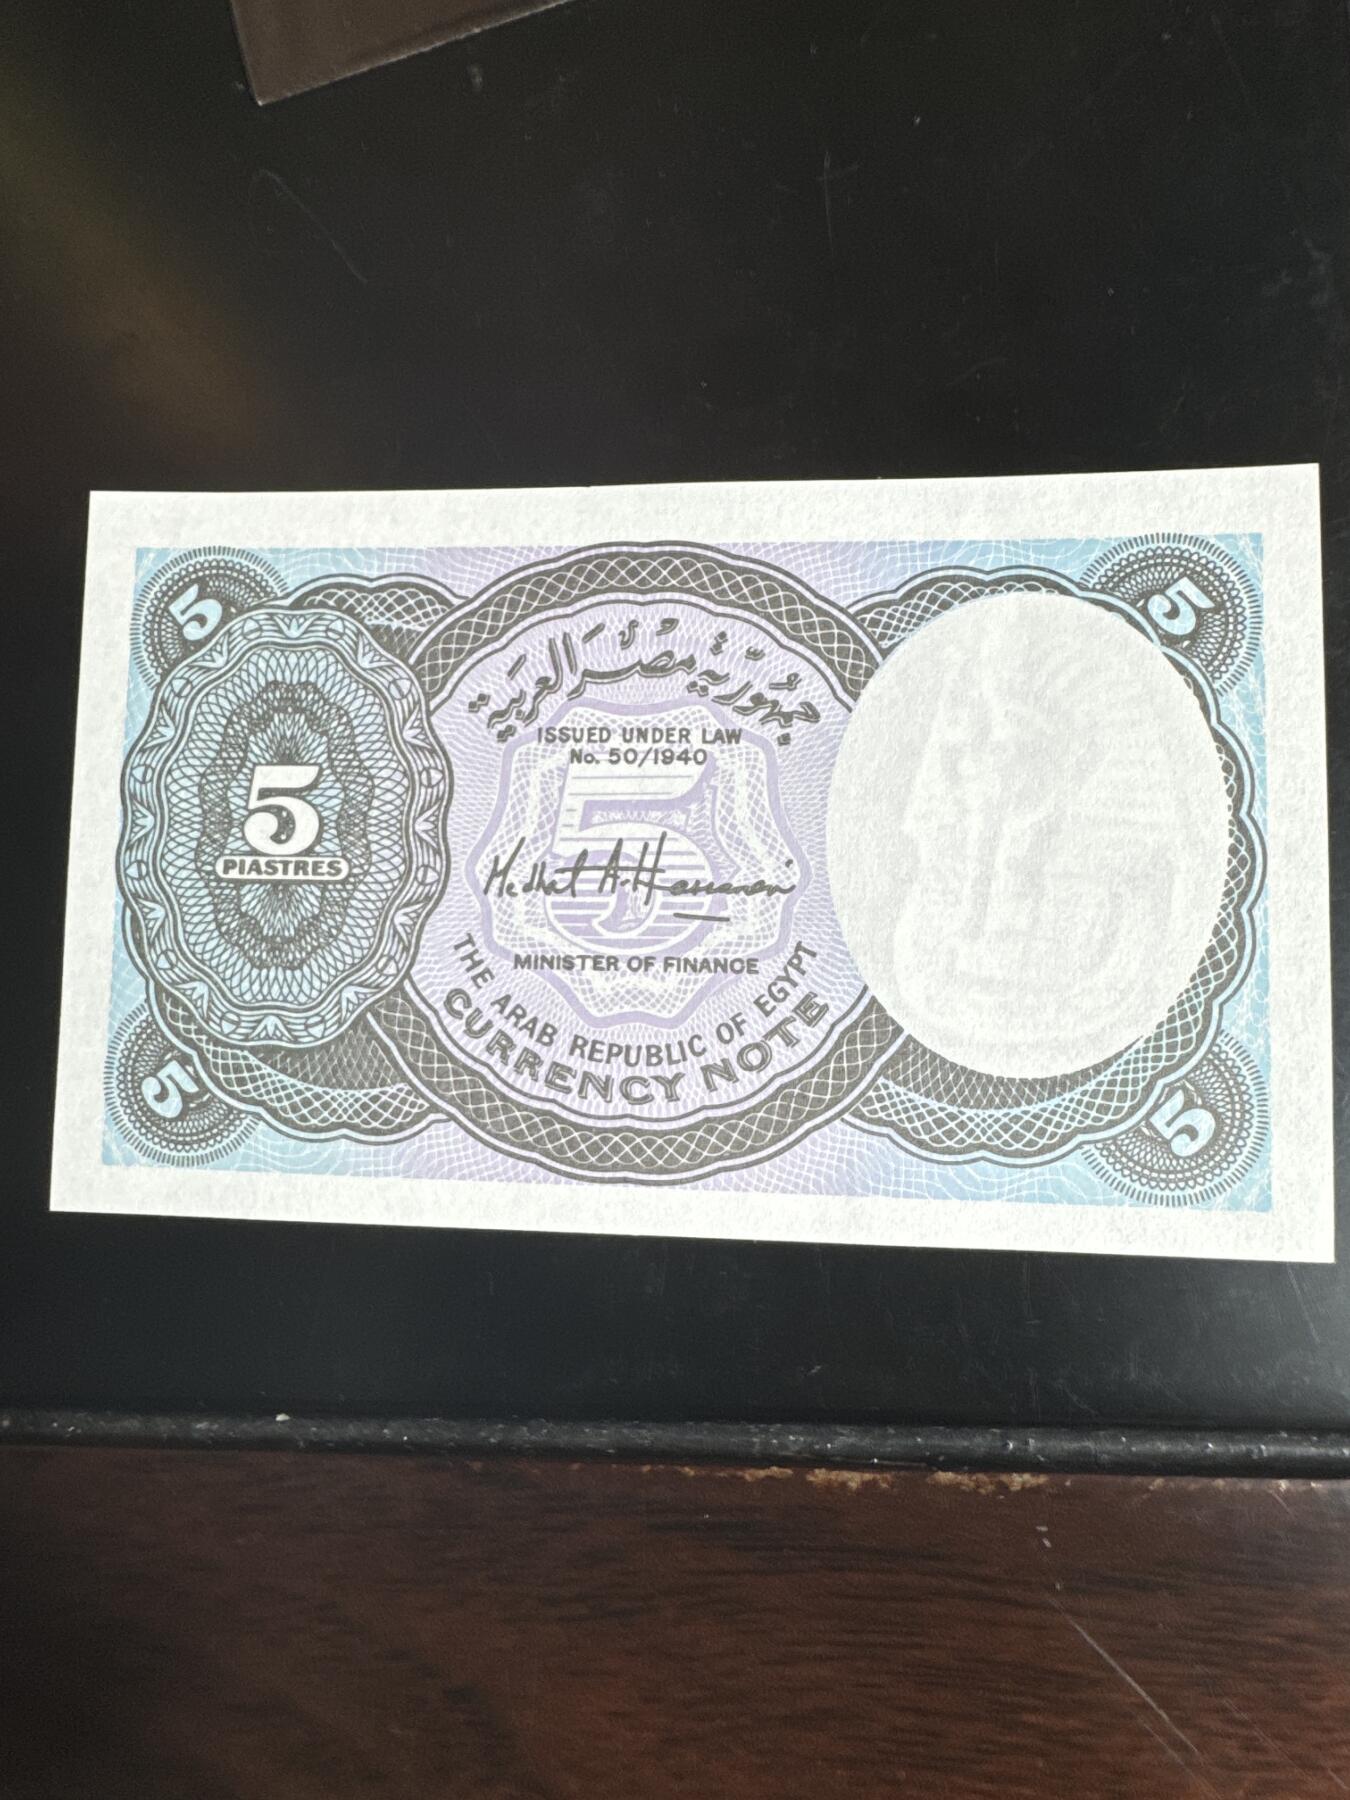 5
5
جمهورية مصر العربية
ISSUED UNDER LAW
No. 50/1940
5
5
PIASTRES
Medhat A. Hassanein
MINISTER OF FINANCE
THE ARAB REPUBLIC OF EGYPT
CURRENCY NOTE
5
5